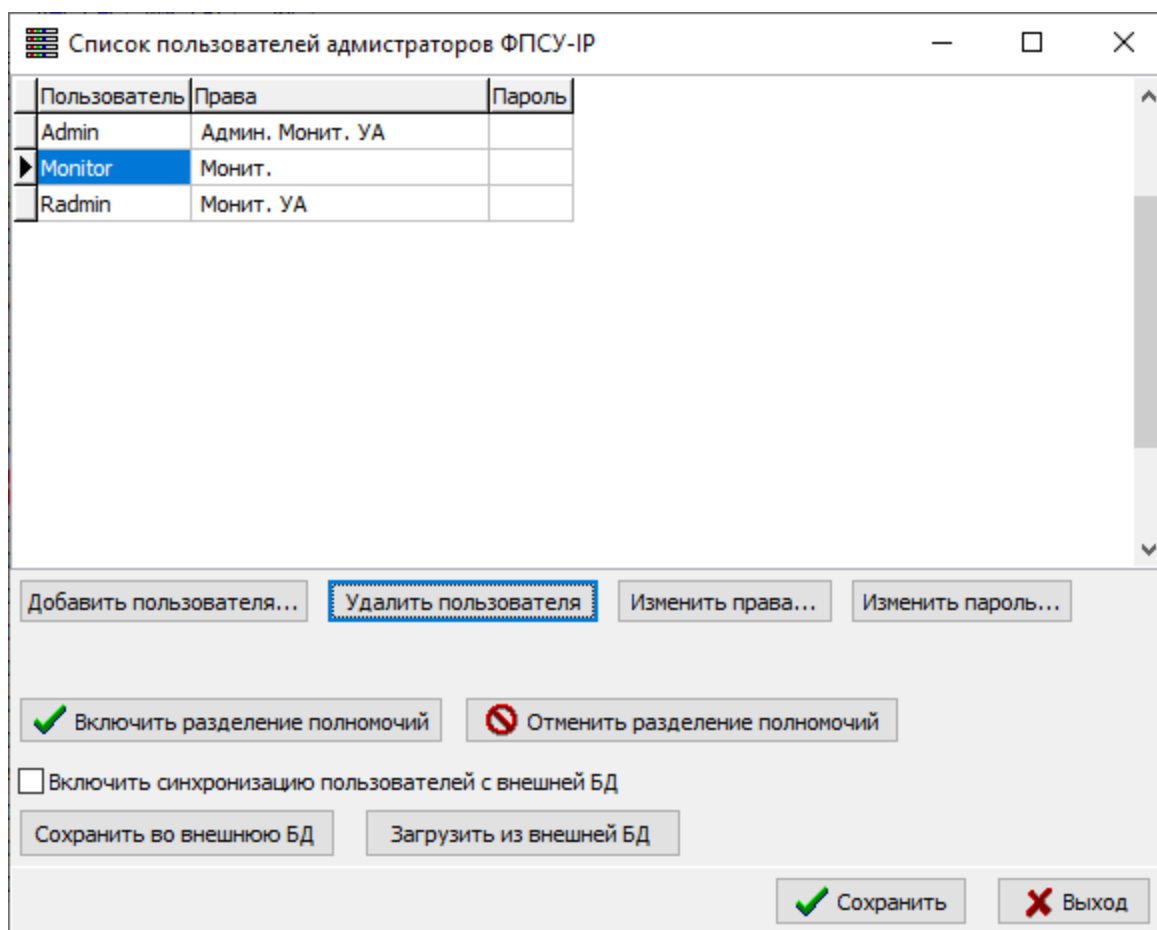 Список пользователей адмистраторов ФПСУ-IP
Пользователь Права Пароль
Admin Админ. Монит. УА
Monitor Монит.
Radmin Монит. УА
Добавить пользователя... Удалить пользователя Изменить права... Изменить пароль...
Включить разделение полномочий Отменить разделение полномочий
Включить синхронизацию пользователей с внешней БД
Сохранить во внешнюю БД Загрузить из внешней БД
Сохранить Выход